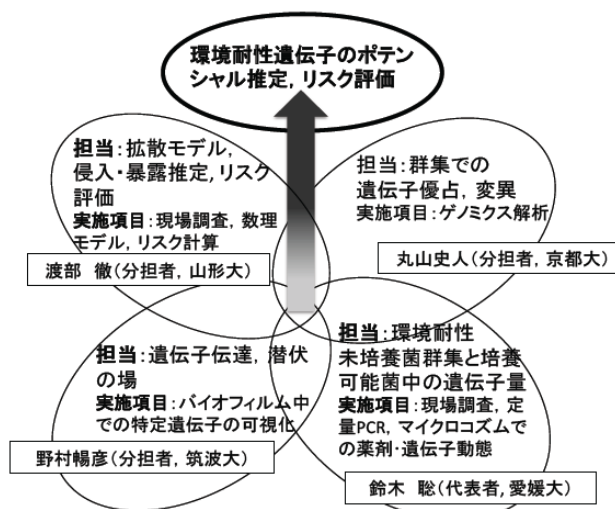 環境耐性遺伝子のポテン
シャル推定, リスク評価
担当：拡散モデル,
侵入・暴露推定, リスク
評価
実施項目：現場調査, 数理
モデル, リスク計算
渡部　徹（分担者, 山形大）
担当：群集での
遺伝子優占, 変異
実施項目：ゲノミクス解析
丸山史人（分担者, 京都大）
担当：遺伝子伝達, 潜伏
の場
実施項目：バイオフィルム中
での特定遺伝子の可視化
野村暢彦（分担者, 筑波大）
担当：環境耐性
未培養菌群集と培養
可能菌中の遺伝子量
実施項目：現場調査, 定
量PCR, マイクロコズムで
の薬剤・遺伝子動態
鈴木　聡（代表者, 愛媛大）